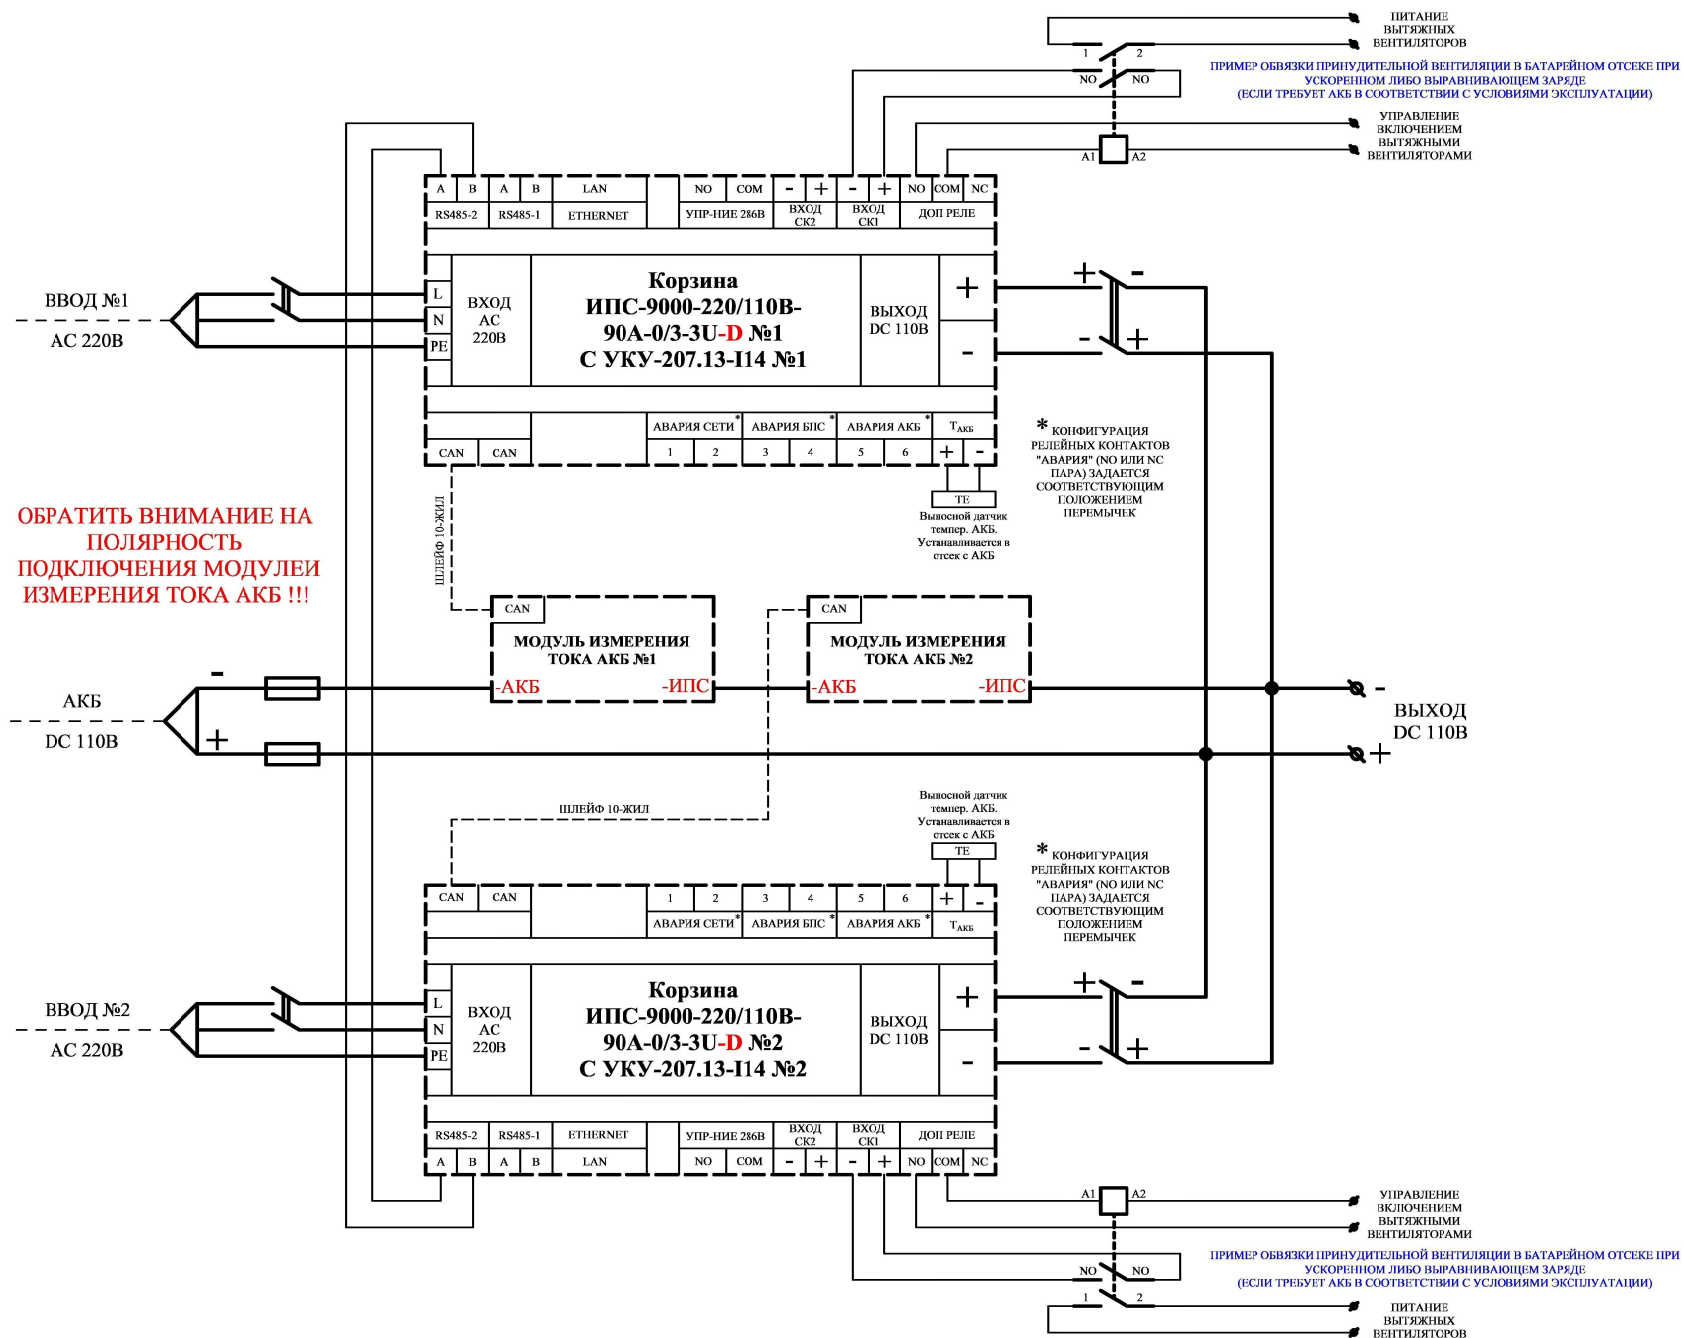 ПИТАНИЕ
ВЫТЯЖНЫХ
ВЕНТИЛЯТОРОВ
1
2
NO
NO
ПРИМЕР ОБВЯЗКИ ПРИНУДИТЕЛЬНОЙ ВЕНТИЛЯЦИИ В БАТАРЕЙНОМ ОТСЕКЕ ПРИ
УСКОРЕННОМ ЛИБО ВЫРАВНИВАЮЩЕМ ЗАРЯДЕ
(ЕСЛИ ТРЕБУЕТ АКБ В СООТВЕТСТВИИ С УСЛОВИЯМИ ЭКСПЛУАТАЦИИ)
УПРАВЛЕНИЕ
ВКЛЮЧЕНИЕМ
ВЫТЯЖНЫМИ
ВЕНТИЛЯТОРАМИ
A1
A2
A B A B LAN NO COM - + - + NO COM NC
RS485-2 RS485-1 ETHERNET УПР-НИЕ 286В ВХОД СК2 ВХОД СК1 ДОП РЕЛЕ
ВВОД №1
АС 220В
L
N
PE
ВХОД
АС
220В
Корзина
ИПС-9000-220/110В-
90А-0/3-3U-D №1
С УКУ-207.13-I14 №1
ВЫХОД
DC 110В
+
-
+ -
- +
АВАРИЯ СЕТИ* АВАРИЯ БПС* АВАРИЯ АКБ* TАКБ
CAN CAN 1 2 3 4 5 6 + -
TE
Выносной датчик
темпер. АКБ.
Устанавливается в
отсек с АКБ
* КОНФИГУРАЦИЯ
РЕЛЕЙНЫХ КОНТАКТОВ
"АВАРИЯ" (NO ИЛИ NC
ПАРА) ЗАДАЕТСЯ
СООТВЕТСТВУЮЩИМ
ПОЛОЖЕНИЕМ
ПЕРЕМЫЧЕК
ШЛЕЙФ 10-ЖИЛ
ОБРАТИТЬ ВНИМАНИЕ НА
ПОЛЯРНОСТЬ
ПОДКЛЮЧЕНИЯ МОДУЛЕЙ
ИЗМЕРЕНИЯ ТОКА АКБ !!!
CAN
МОДУЛЬ ИЗМЕРЕНИЯ
ТОКА АКБ №1
-АКБ -ИПС
CAN
МОДУЛЬ ИЗМЕРЕНИЯ
ТОКА АКБ №2
-АКБ -ИПС
АКБ
DC 110В
-
+
-
ВЫХОД
DC 110В
+
ШЛЕЙФ 10-ЖИЛ
Выносной датчик
темпер. АКБ.
Устанавливается в
отсек с АКБ
TE
* КОНФИГУРАЦИЯ
РЕЛЕЙНЫХ КОНТАКТОВ
"АВАРИЯ" (NO ИЛИ NC
ПАРА) ЗАДАЕТСЯ
СООТВЕТСТВУЮЩИМ
ПОЛОЖЕНИЕМ
ПЕРЕМЫЧЕК
CAN CAN 1 2 3 4 5 6 + -
АВАРИЯ СЕТИ* АВАРИЯ БПС* АВАРИЯ АКБ* TАКБ
ВВОД №2
АС 220В
L
N
PE
ВХОД
АС
220В
Корзина
ИПС-9000-220/110В-
90А-0/3-3U-D №2
С УКУ-207.13-I14 №2
ВЫХОД
DC 110В
+
-
+ -
- +
RS485-2 RS485-1 ETHERNET УПР-НИЕ 286В ВХОД СК2 ВХОД СК1 ДОП РЕЛЕ
A B A B LAN NO COM - + - + NO COM NC
A1
A2
УПРАВЛЕНИЕ
ВКЛЮЧЕНИЕМ
ВЫТЯЖНЫМИ
ВЕНТИЛЯТОРАМИ
ПРИМЕР ОБВЯЗКИ ПРИНУДИТЕЛЬНОЙ ВЕНТИЛЯЦИИ В БАТАРЕЙНОМ ОТСЕКЕ ПРИ
УСКОРЕННОМ ЛИБО ВЫРАВНИВАЮЩЕМ ЗАРЯДЕ
(ЕСЛИ ТРЕБУЕТ АКБ В СООТВЕТСТВИИ С УСЛОВИЯМИ ЭКСПЛУАТАЦИИ)
NO
NO
1
2
ПИТАНИЕ
ВЫТЯЖНЫХ
ВЕНТИЛЯТОРОВ